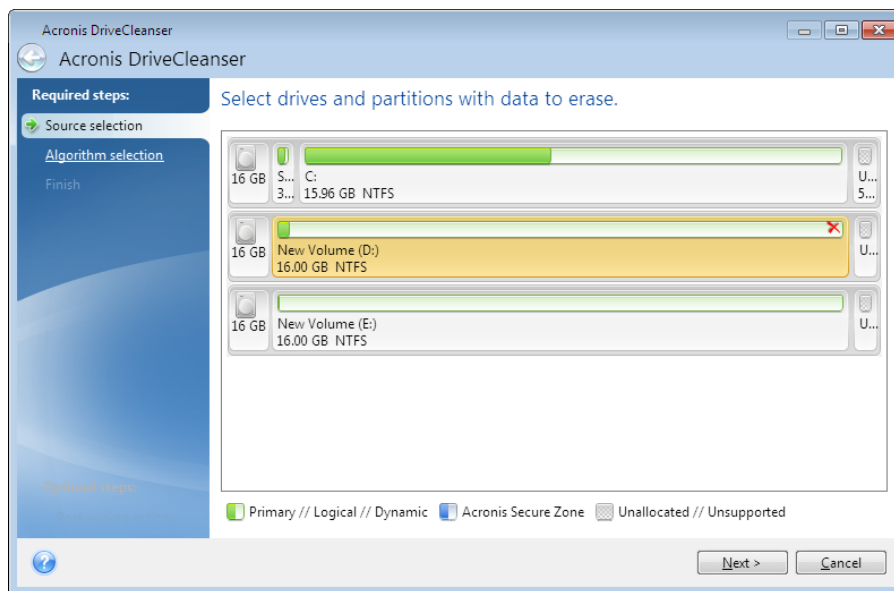 Acronis DriveCleanser
Acronis DriveCleanser
Required steps:
Source selection
Algorithm selection
Finish
Select drives and partitions with data to erase.
16 GB
S...
3...
C:
15.96 GB NTFS
U...
5...
16 GB
New Volume (D:)
16.00 GB NTFS
U...
16 GB
New Volume (E:)
16.00 GB NTFS
U...
Optional steps:
Primary // Logical // Dynamic
Acronis Secure Zone
Unallocated // Unsupported
?
Next >
Cancel